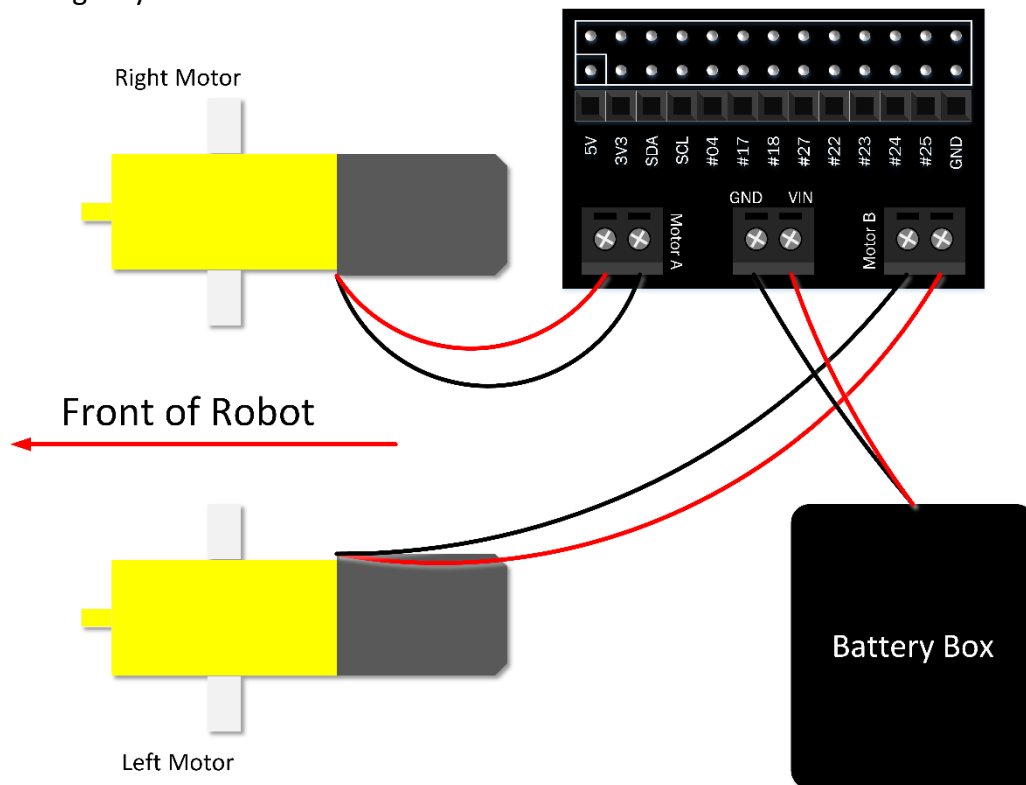 Right Motor
5V
3V3
SDA
SCL
#04
#17
#18
#27
#22
#23
#24
#25
GND
Motor A
GND VIN
Motor B
Front of Robot
Battery Box
Left Motor